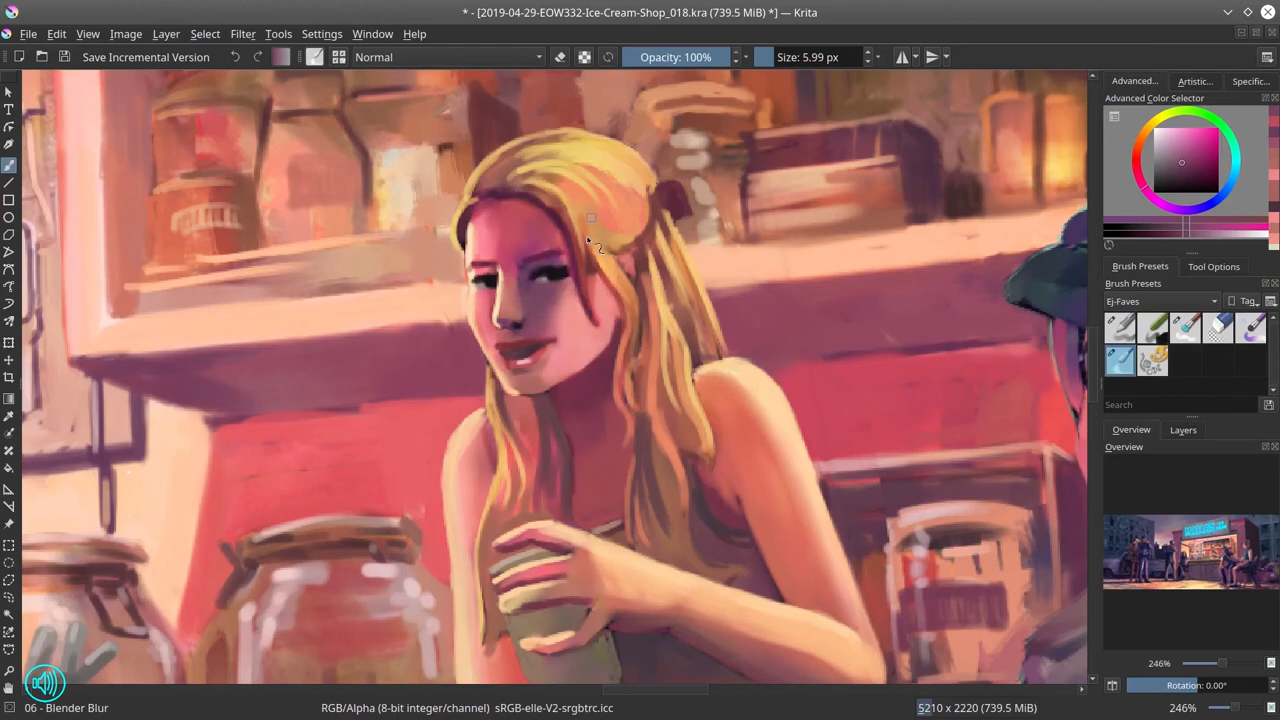 * - [2019-04-29-EOW332-Ice-Cream-Shop_018.kra (739.5 MiB) *] — Krita
File Edit View Image Layer Select Filter Tools Settings Window Help
Save Incremental Version Normal Opacity: 100% Size: 5.99 px
Advanced... Artistic... Specific...
Advanced Color Selector
Brush Presets Tool Options
Brush Presets
Ej-Faves Tag
Search
Overview Layers
Overview
246%
Rotation: 0.00°
06 - Blender Blur RGB/Alpha (8-bit integer/channel) sRGB-elle-V2-srgbtrc.icc 5210 x 2220 (739.5 MiB) 246%